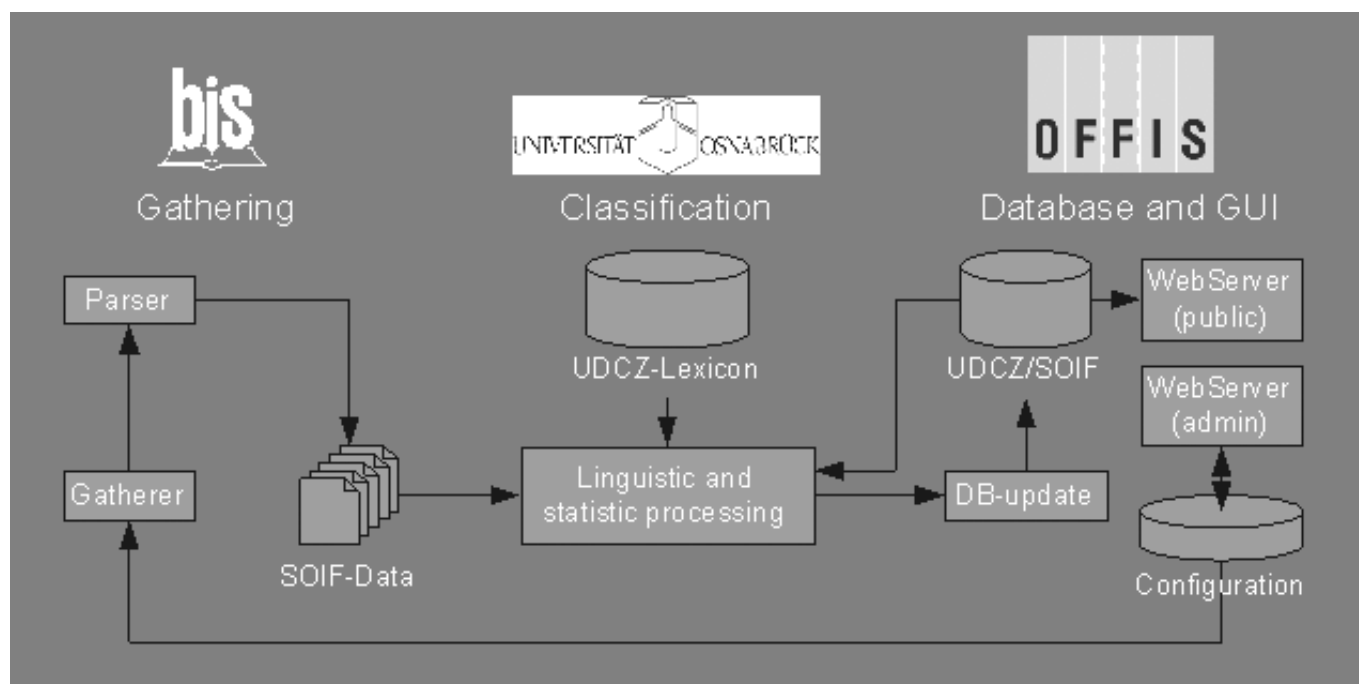 bis
UNIVERSITÄT OSNABRÜCK
OFFIS
Gathering
Classification
Database and GUI
Parser
UDCZ-Lexicon
UDCZ/SOIF
WebServer
(public)
WebServer
(admin)
Gatherer
SOIF-Data
Linguistic and
statistic processing
DB-update
Configuration